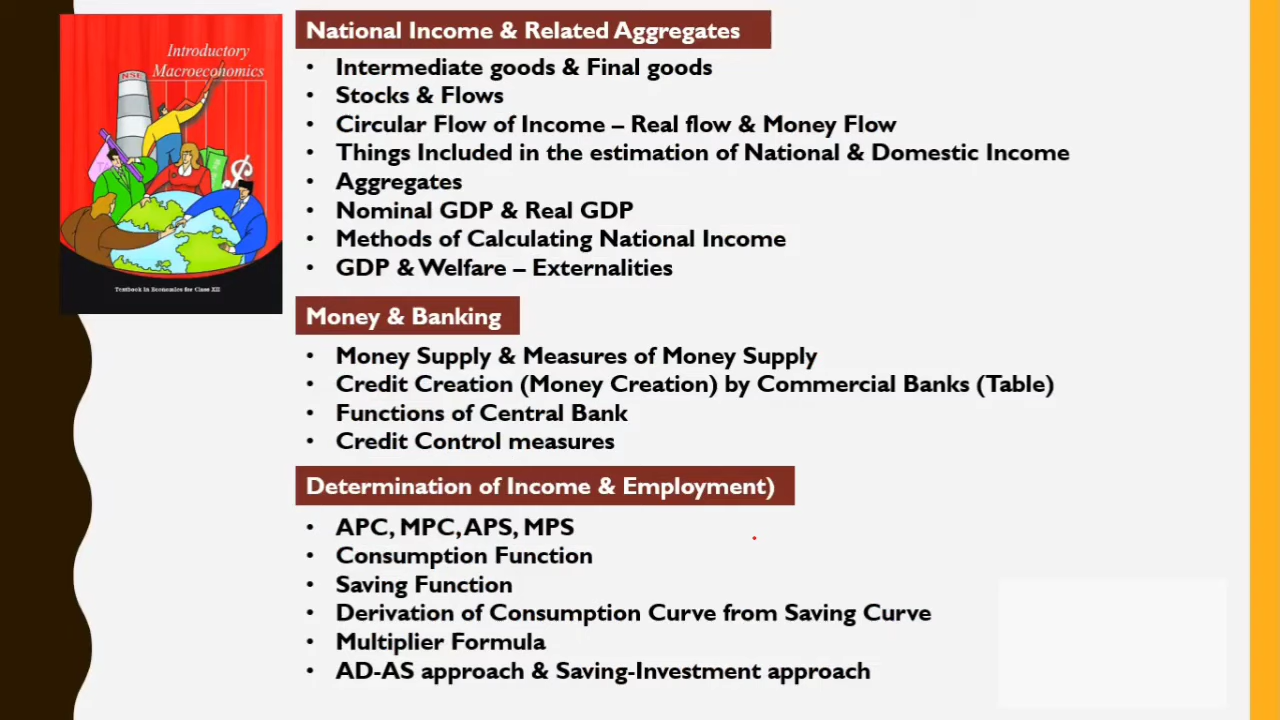 Introductory
Macroeconomics
NSE
Textbook in Economics for Class XII
National Income & Related Aggregates
• Intermediate goods & Final goods
• Stocks & Flows
• Circular Flow of Income – Real flow & Money Flow
• Things Included in the estimation of National & Domestic Income
• Aggregates
• Nominal GDP & Real GDP
• Methods of Calculating National Income
• GDP & Welfare – Externalities
Money & Banking
• Money Supply & Measures of Money Supply
• Credit Creation (Money Creation) by Commercial Banks (Table)
• Functions of Central Bank
• Credit Control measures
Determination of Income & Employment)
• APC, MPC, APS, MPS
• Consumption Function
• Saving Function
• Derivation of Consumption Curve from Saving Curve
• Multiplier Formula
• AD-AS approach & Saving-Investment approach